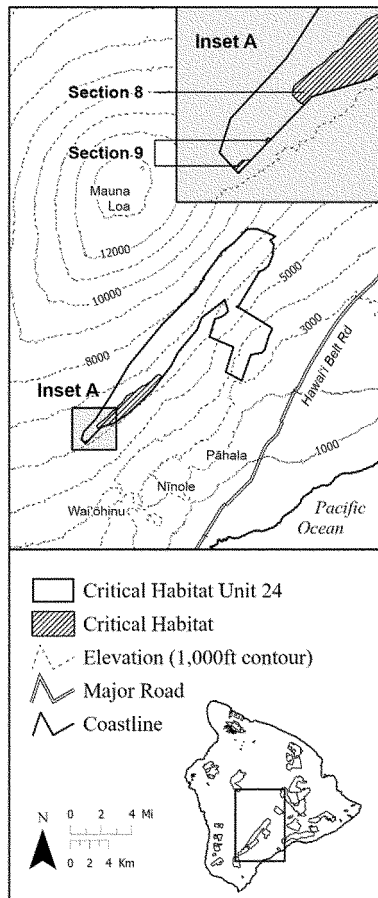 Inset A
Section 8
Section 9
Mauna
Loa
12000
10000
8000
5000
3000
1000
Hawai'i Belt Rd
Inset A
Pāhala
Nīnole
Wai'ōhinu
Pacific
Ocean
Critical Habitat Unit 24
Critical Habitat
Elevation (1,000ft contour)
Major Road
Coastline
N
0 2 4 Mi
0 2 4 Km